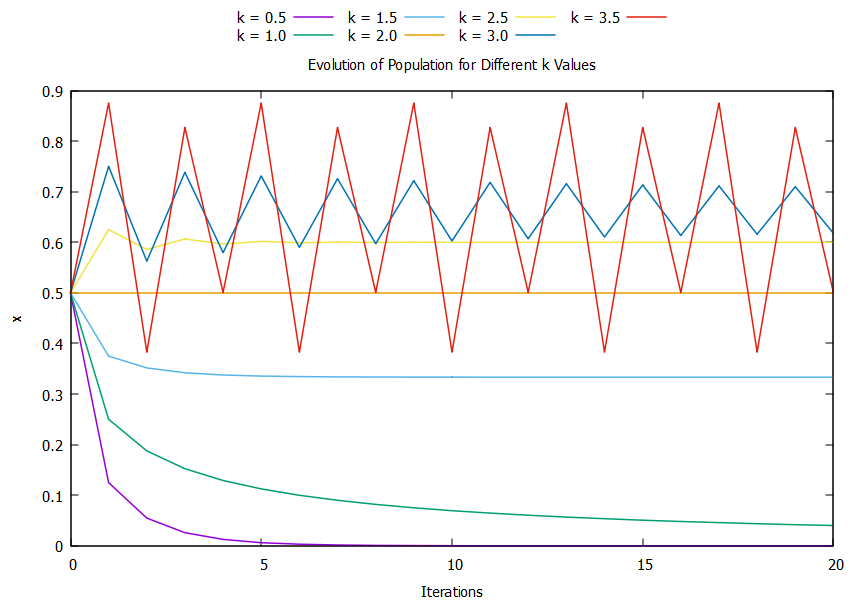 k = 0.5 k = 1.5 k = 2.5 k = 3.5
k = 1.0 k = 2.0 k = 3.0
Evolution of Population for Different k Values
0.9
0.8
0.7
0.6
0.5
0.4
0.3
0.2
0.1
0
x
0 5 10 15 20
Iterations